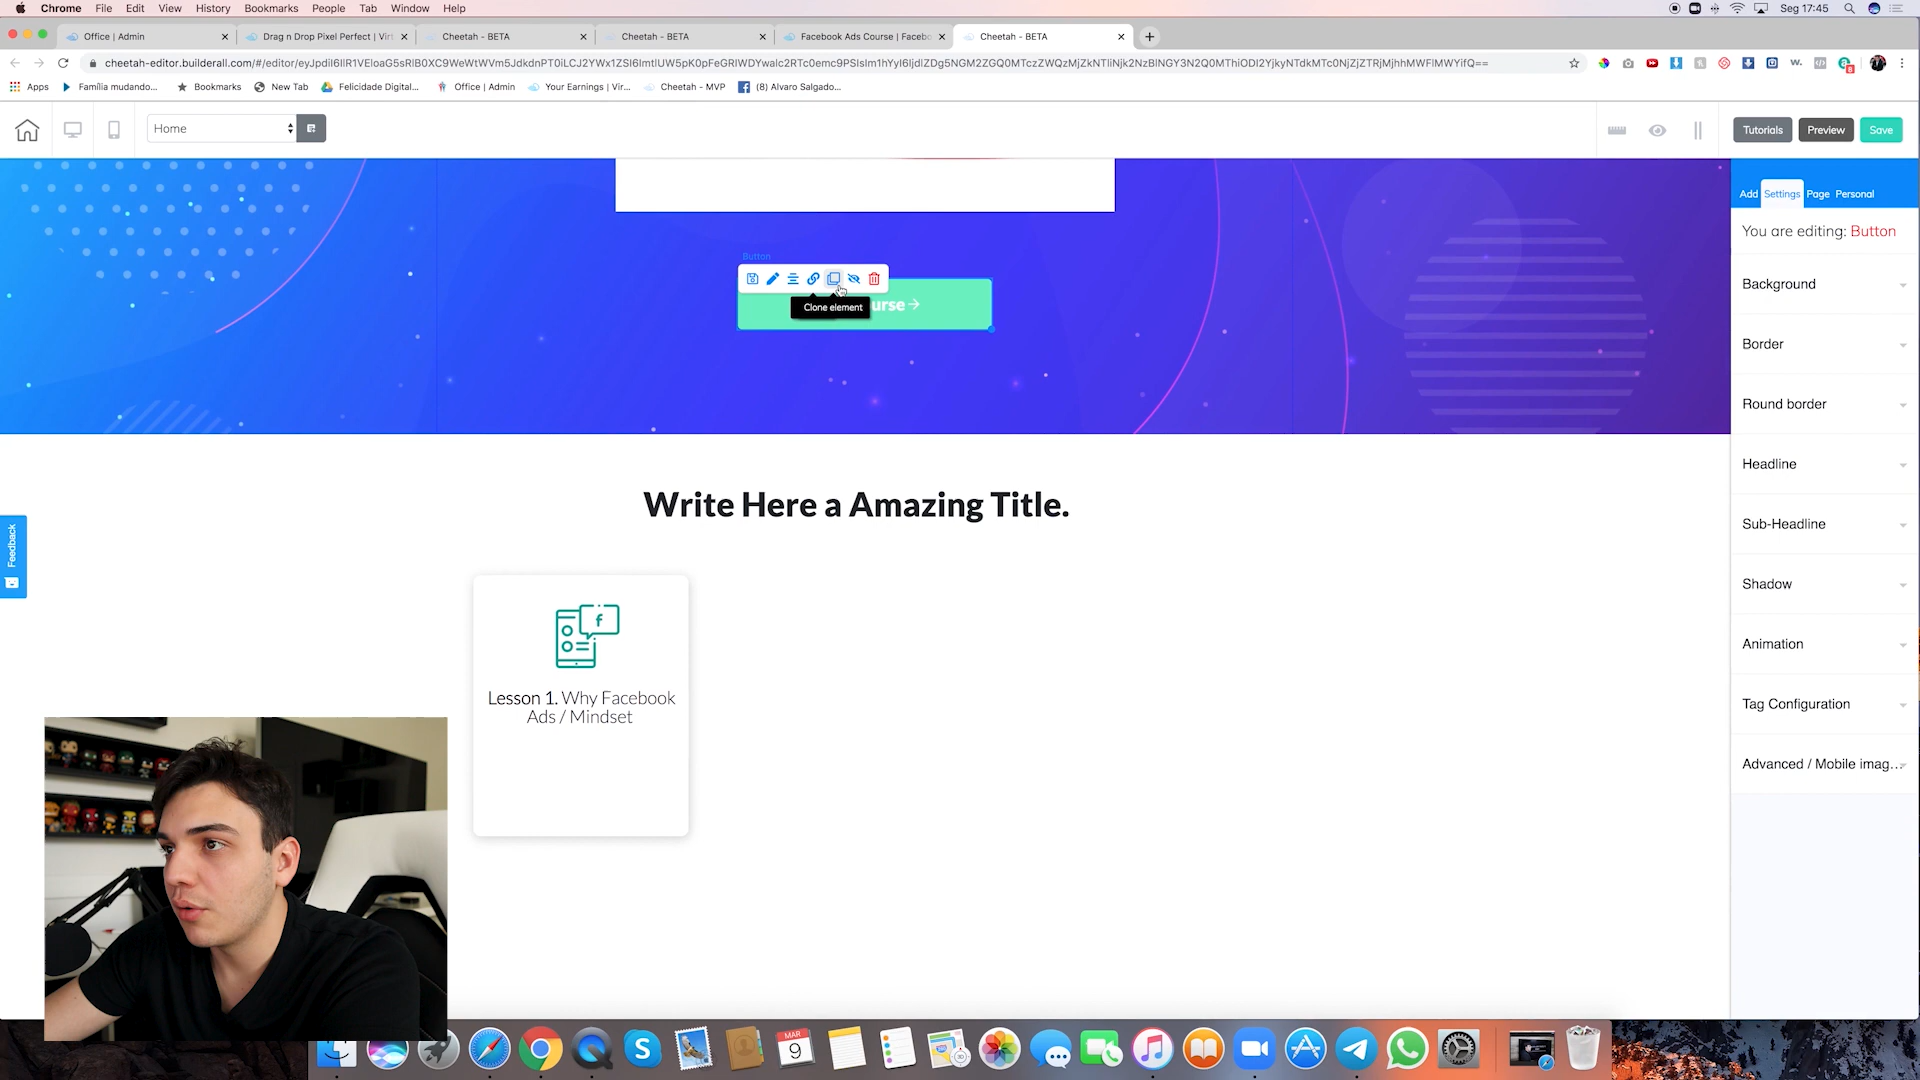 Chrome File Edit View History Bookmarks People Tab Window Help
Seg 17:45
Office | Admin
Drag n Drop Pixel Perfect | Virt
Cheetah - BETA
Cheetah - BETA
Facebook Ads Course | Facebo
Cheetah - BETA
Apps
Família mudando...
Bookmarks
New Tab
Felicidade Digital...
Office | Admin
Your Earnings | Vir...
Cheetah - MVP
(8) Alvaro Salgado...
Home
Tutorials
Preview
Save
Add Settings Page Personal
You are editing: Button
Background
Border
Round border
Headline
Sub-Headline
Shadow
Animation
Tag Configuration
Advanced / Mobile imag...
Button
urse
Clone element
Write Here a Amazing Title.
Feedback
Lesson 1. Why Facebook
Ads / Mindset
MAR
9